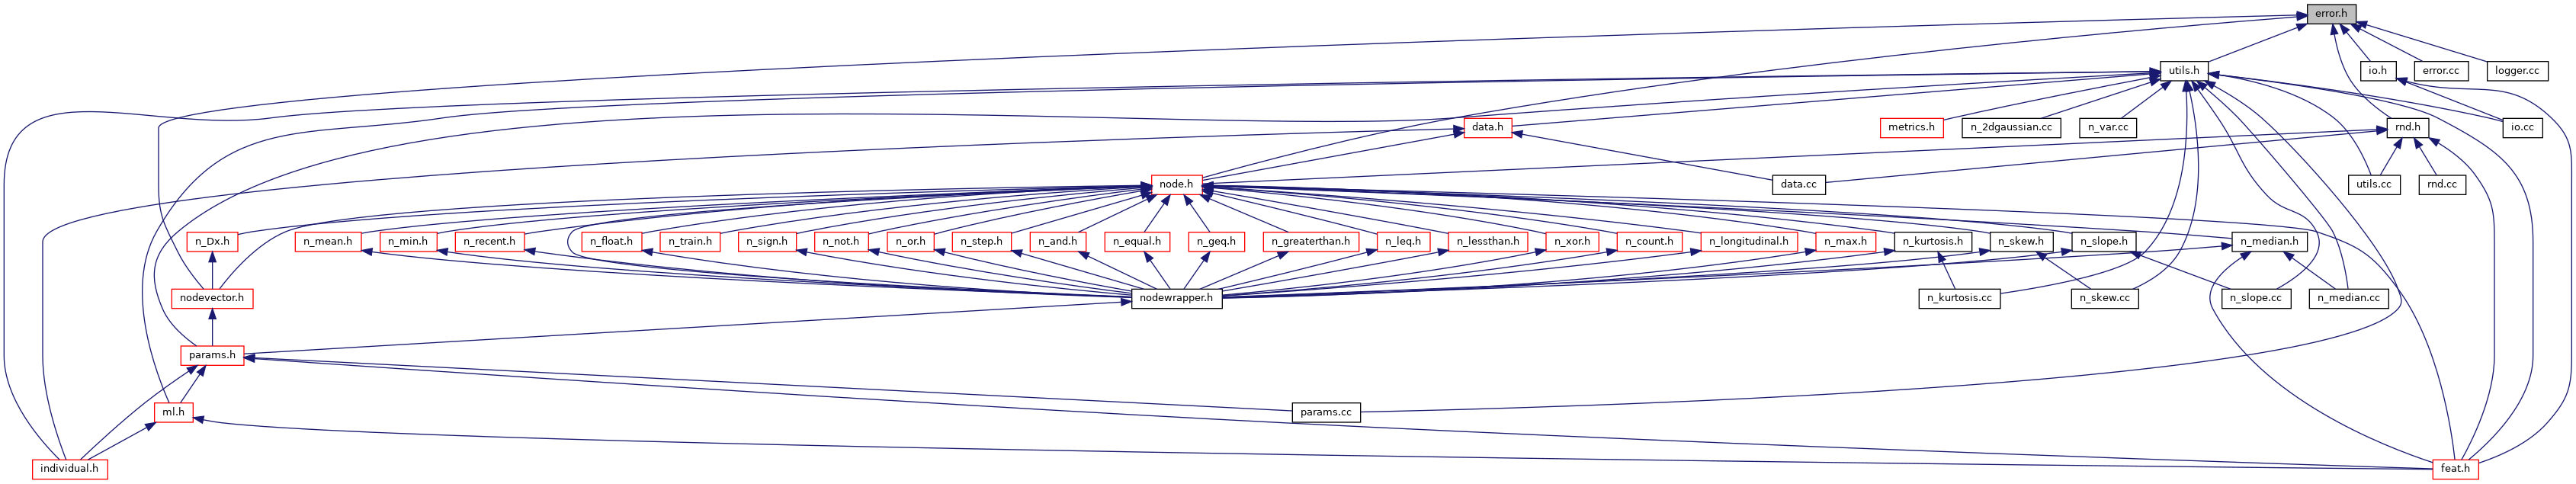 error.h
utils.h
io.h
error.cc
logger.cc
data.h
metrics.h
n_2dgaussian.cc
n_var.cc
rnd.h
io.cc
node.h
data.cc
utils.cc
rnd.cc
n_Dx.h
n_mean.h
n_min.h
n_recent.h
n_float.h
n_train.h
n_sign.h
n_not.h
n_or.h
n_step.h
n_and.h
n_equal.h
n_geq.h
n_greaterthan.h
n_leq.h
n_lessthan.h
n_xor.h
n_count.h
n_longitudinal.h
n_max.h
n_kurtosis.h
n_skew.h
n_slope.h
n_median.h
nodevector.h
nodewrapper.h
n_kurtosis.cc
n_skew.cc
n_slope.cc
n_median.cc
params.h
ml.h
params.cc
individual.h
feat.h